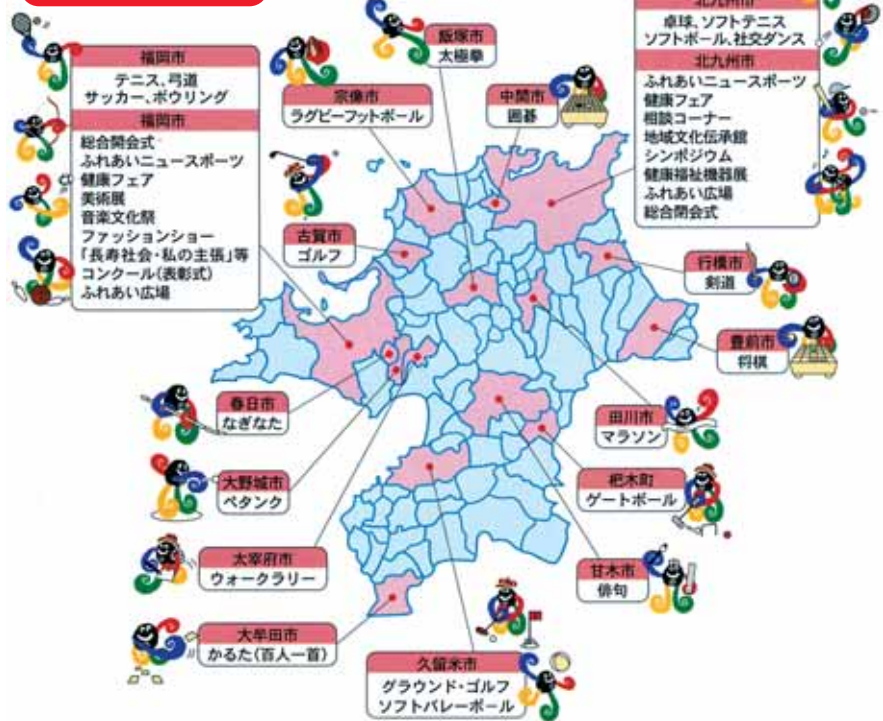 福岡市
テニス、弓道
サッカー、ボウリング
福岡市
総合開会式
ふれあいニュースポーツ
健康フェア
美術展
音楽文化祭
ファッションショー
「長寿社会・私の主張」等
コンクール(表彰式)
ふれあい広場
宗像市
ラグビーフットボール
飯塚市
太極拳
中間市
囲碁
北九州市
卓球、ソフトテニス
ソフトボール、社交ダンス
北九州市
ふれあいニュースポーツ
健康フェア
相談コーナー
地域文化伝承館
シンポジウム
健康福祉機器展
ふれあい広場
総合閉会式
古賀市
ゴルフ
行橋市
剣道
豊前市
将棋
春日市
なぎなた
田川市
マラソン
大野城市
ペタンク
杷木町
ゲートボール
太宰府市
ウォークラリー
甘木市
俳句
大牟田市
かるた(百人一首)
久留米市
グラウンド・ゴルフ
ソフトバレーボール